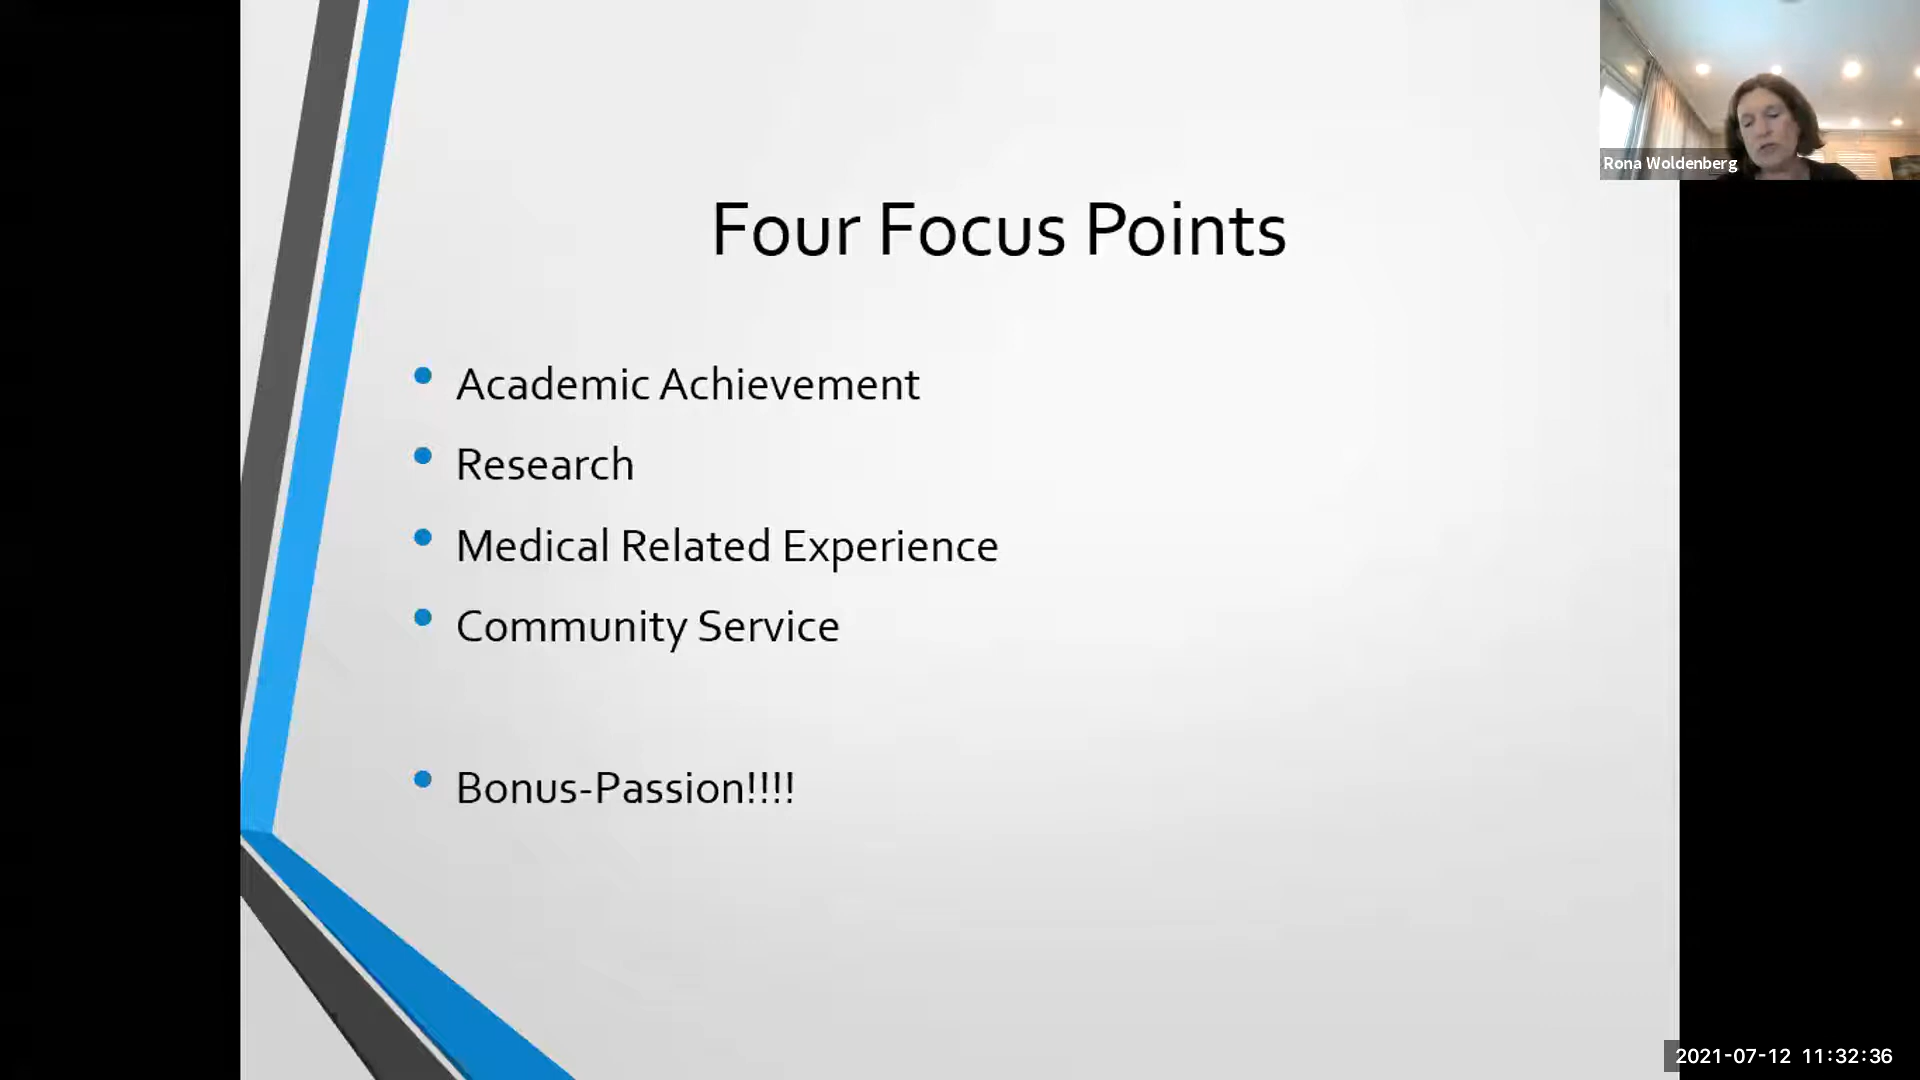 Rona Woldenberg
Four Focus Points
Academic Achievement
Research
Medical Related Experience
Community Service
Bonus-Passion!!!!
2021-07-12 11:32:36